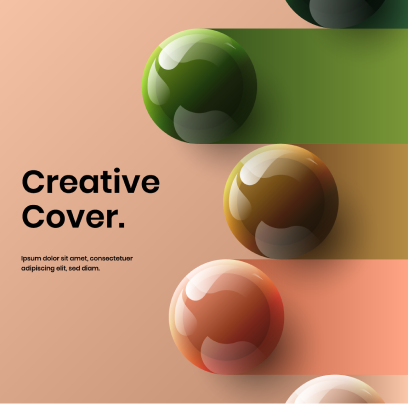 Creative
Cover.
Ipsum dolor sit amet, consectetuer
adipiscing elit, sed diam.